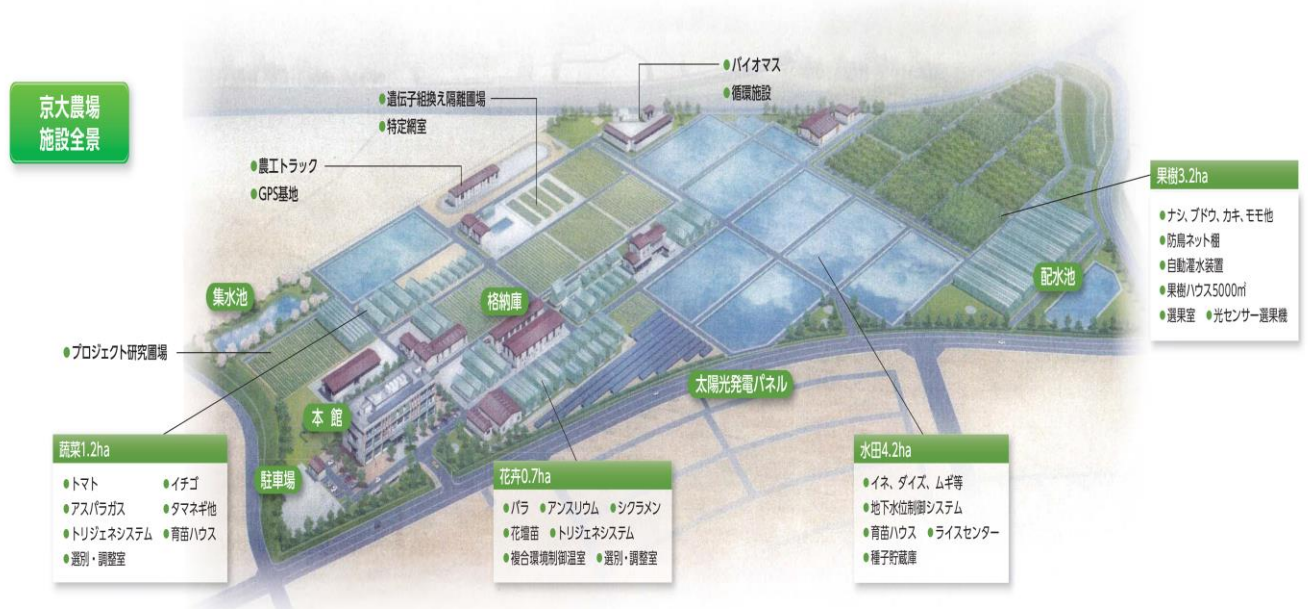 京大農場
施設全景
●バイオマス
●循環施設
●遺伝子組換え隔離圃場
●特定網室
●農工トラック
●GPS基地
果樹3.2ha
●ナシ、ブドウ、カキ、モモ他
●防鳥ネット棚
●自動灌水装置
●果樹ハウス5000㎡
●選果室 ●光センサー選果機
配水池
集水池
格納庫
●プロジェクト研究圃場
太陽光発電パネル
本 館
駐車場
蔬菜1.2ha
●トマト ●イチゴ
●アスパラガス ●タマネギ他
●トリジェネシステム ●育苗ハウス
●選別・調整室
花卉0.7ha
●バラ ●アンスリウム ●シクラメン
●花壇苗 ●トリジェネシステム
●複合環境制御温室 ●選別・調整室
水田4.2ha
●イネ、ダイズ、ムギ等
●地下水位制御システム
●育苗ハウス ●ライスセンター
●種子貯蔵庫